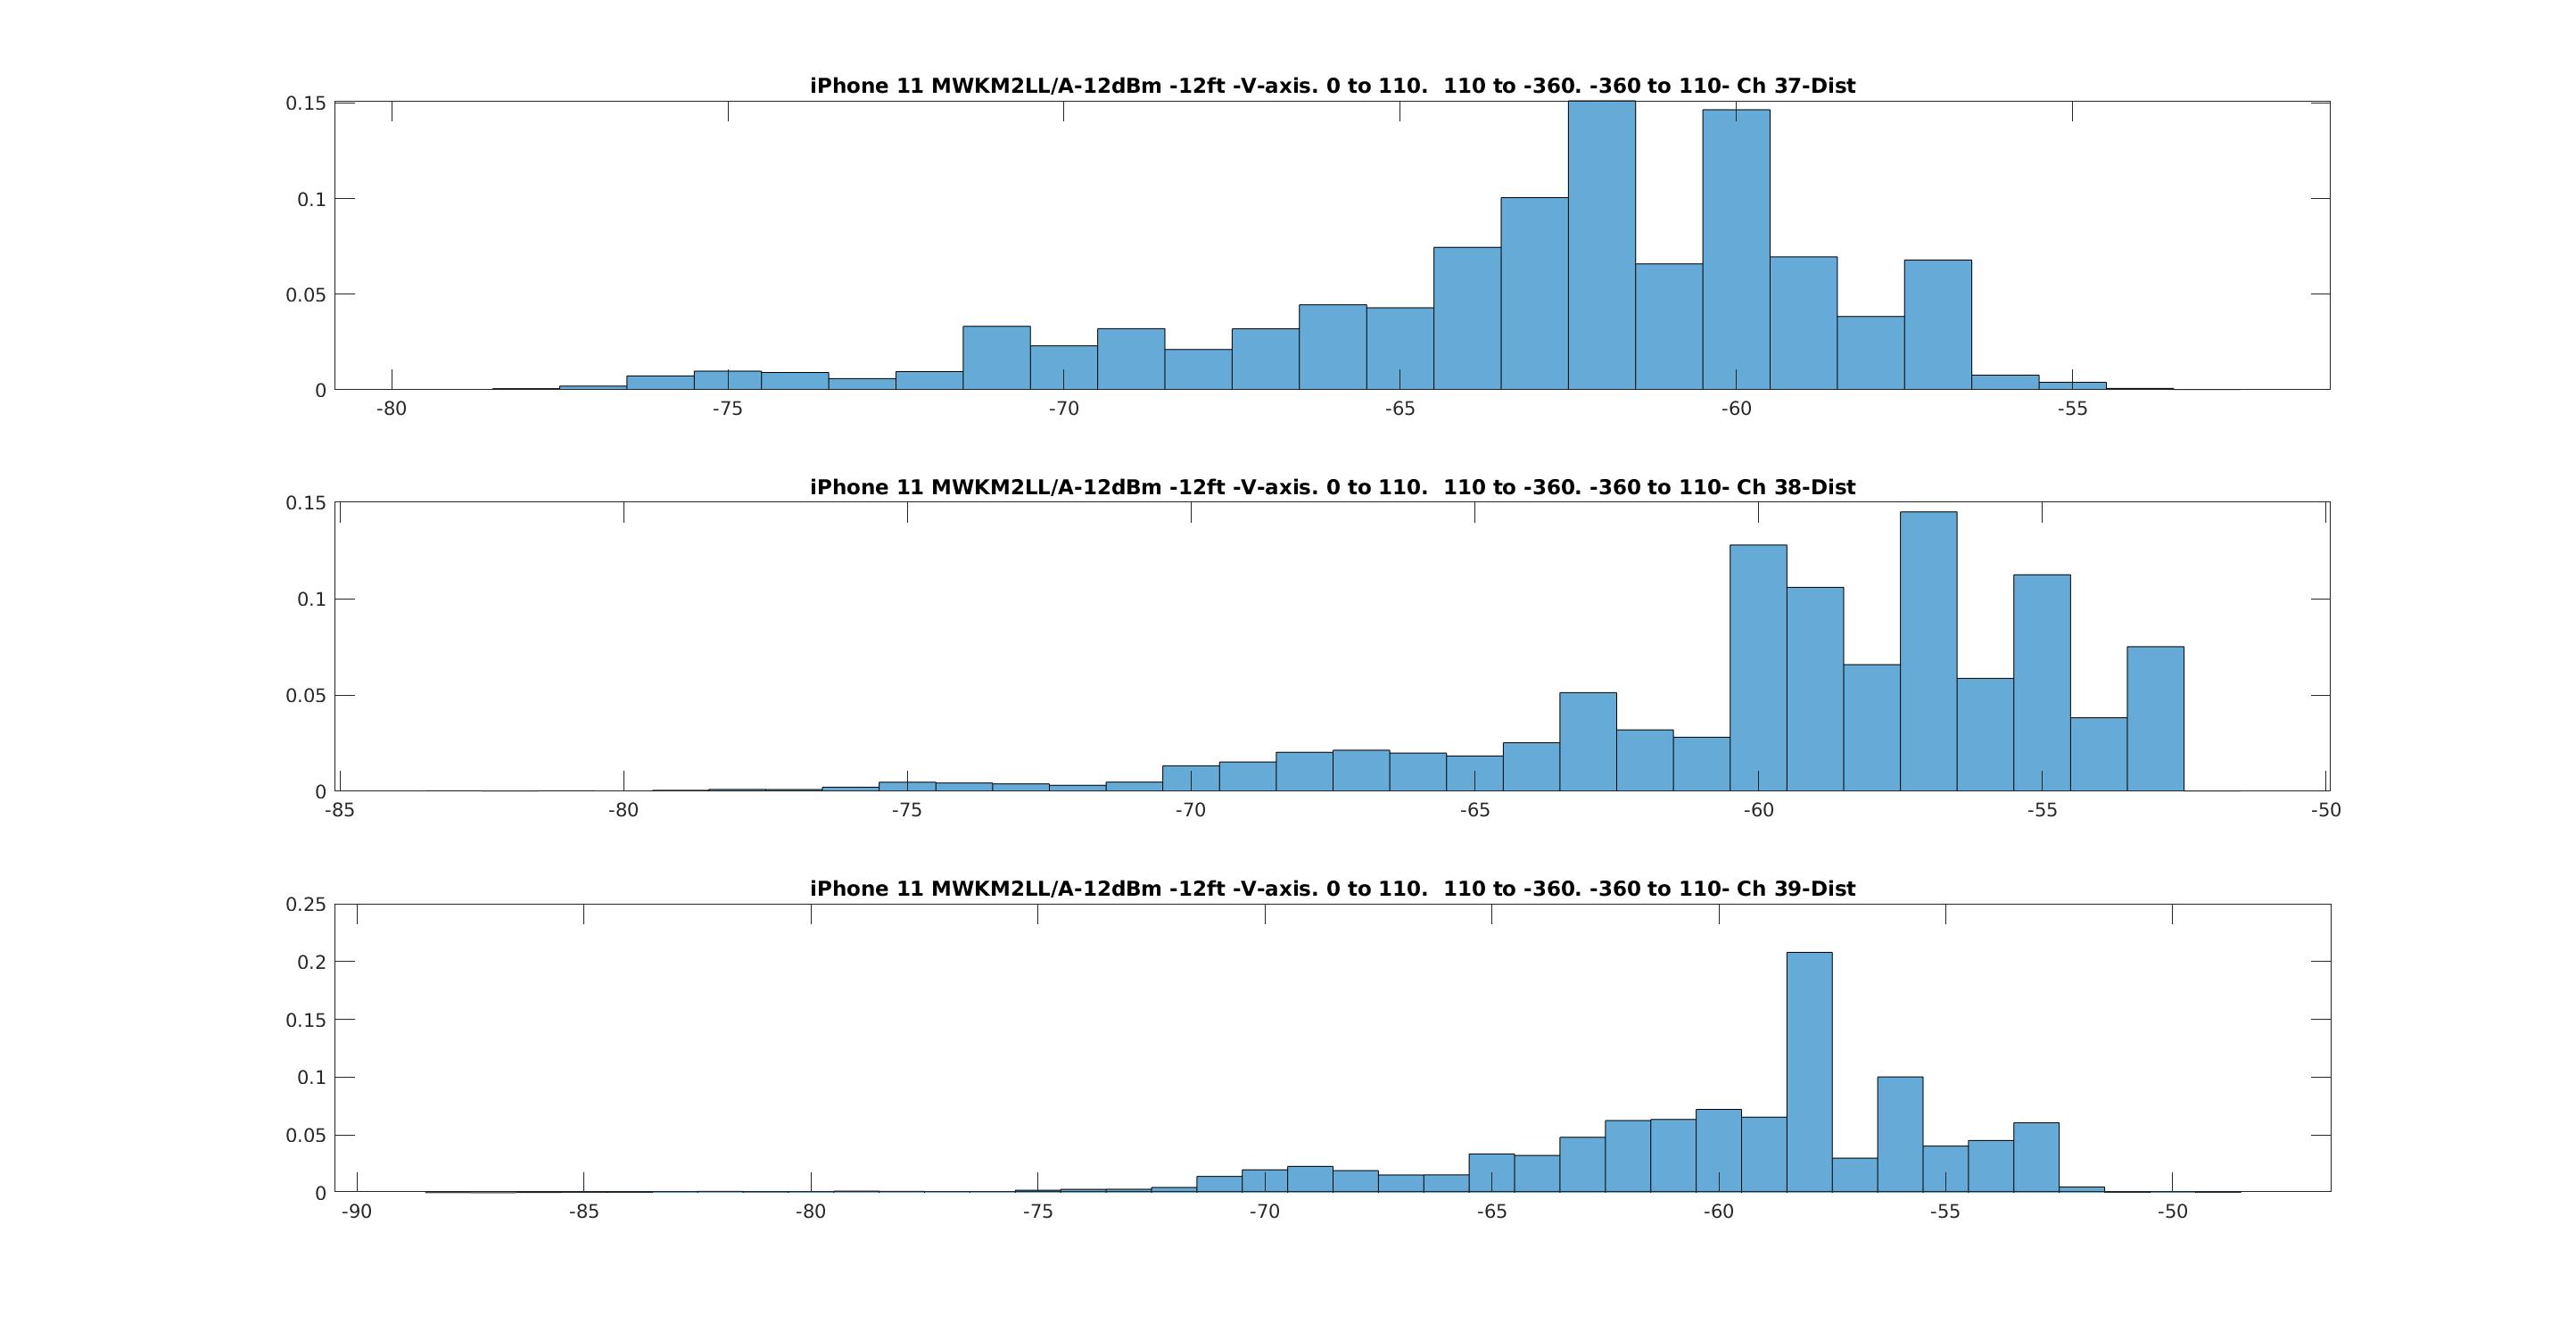 iPhone 11 MWKM2LL/A-12dBm -12ft -V-axis. 0 to 110.  110 to -360. -360 to 110- Ch 37-Dist
0.15
0.1
0.05
0
-80 -75 -70 -65 -60 -55
iPhone 11 MWKM2LL/A-12dBm -12ft -V-axis. 0 to 110.  110 to -360. -360 to 110- Ch 38-Dist
0.15
0.1
0.05
0
-85 -80 -75 -70 -65 -60 -55 -50
iPhone 11 MWKM2LL/A-12dBm -12ft -V-axis. 0 to 110.  110 to -360. -360 to 110- Ch 39-Dist
0.25
0.2
0.15
0.1
0.05
0
-90 -85 -80 -75 -70 -65 -60 -55 -50